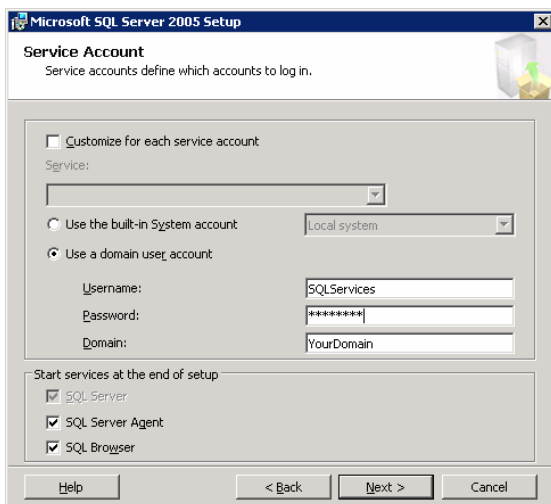 Microsoft SQL Server 2005 Setup
Service Account
Service accounts define which accounts to log in.
Customize for each service account
Service:
Use the built-in System account
Local system
Use a domain user account
Username:
SQLServices
Password:
********
Domain:
YourDomain
Start services at the end of setup
SQL Server
SQL Server Agent
SQL Browser
Help
< Back
Next >
Cancel